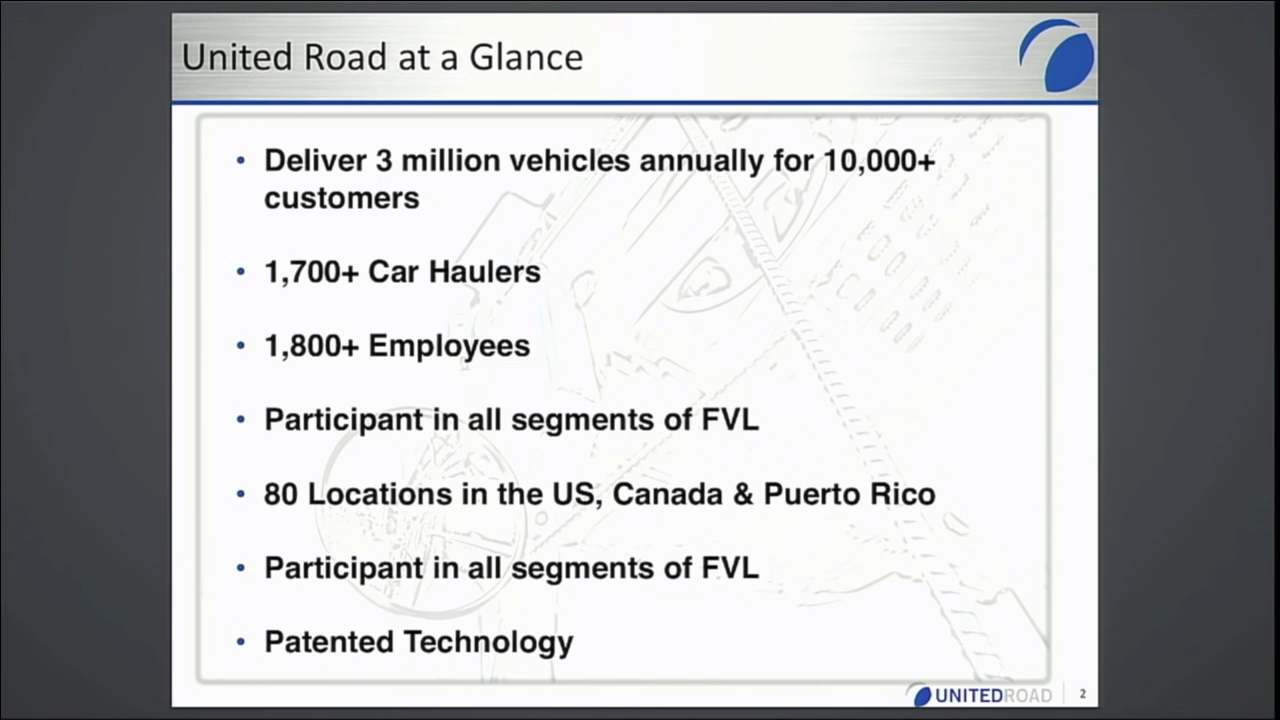 United Road at a Glance
• Deliver 3 million vehicles annually for 10,000+
customers
• 1,700+ Car Haulers
• 1,800+ Employees
• Participant in all segments of FVL
• 80 Locations in the US, Canada & Puerto Rico
• Participant in all segments of FVL
• Patented Technology
UNITEDROAD 2